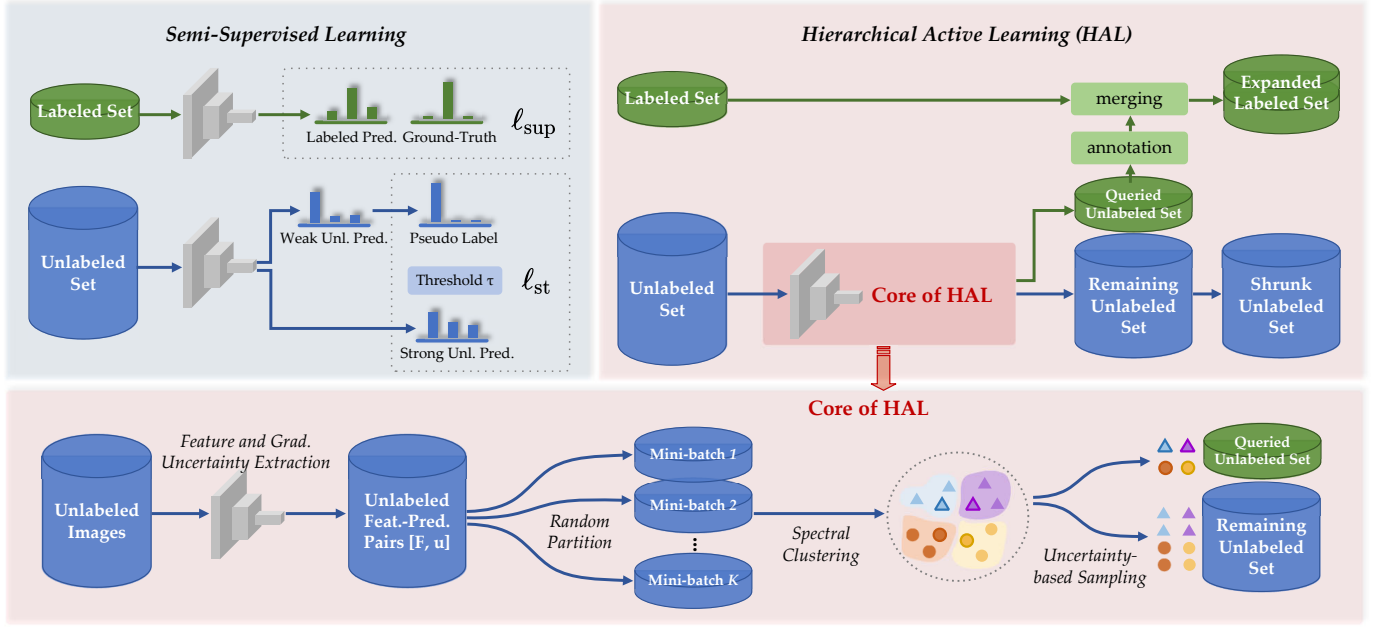 Semi-Supervised Learning
Labeled Set
Labeled Pred.
Ground-Truth
ℓsup
Unlabeled
Set
Weak Unl. Pred.
Pseudo Label
Threshold τ
ℓst
Strong Unl. Pred.
Hierarchical Active Learning (HAL)
Labeled Set
merging
Expanded
Labeled Set
annotation
Queried
Unlabeled Set
Unlabeled
Set
Core of HAL
Remaining
Unlabeled
Set
Shrunk
Unlabeled
Set
Core of HAL
Unlabeled
Images
Feature and Grad.
Uncertainty Extraction
Unlabeled
Feat.-Pred.
Pairs [F, u]
Random
Partition
Mini-batch 1
Mini-batch 2
Mini-batch K
Spectral
Clustering
Uncertainty-
based Sampling
Queried
Unlabeled Set
Remaining
Unlabeled
Set